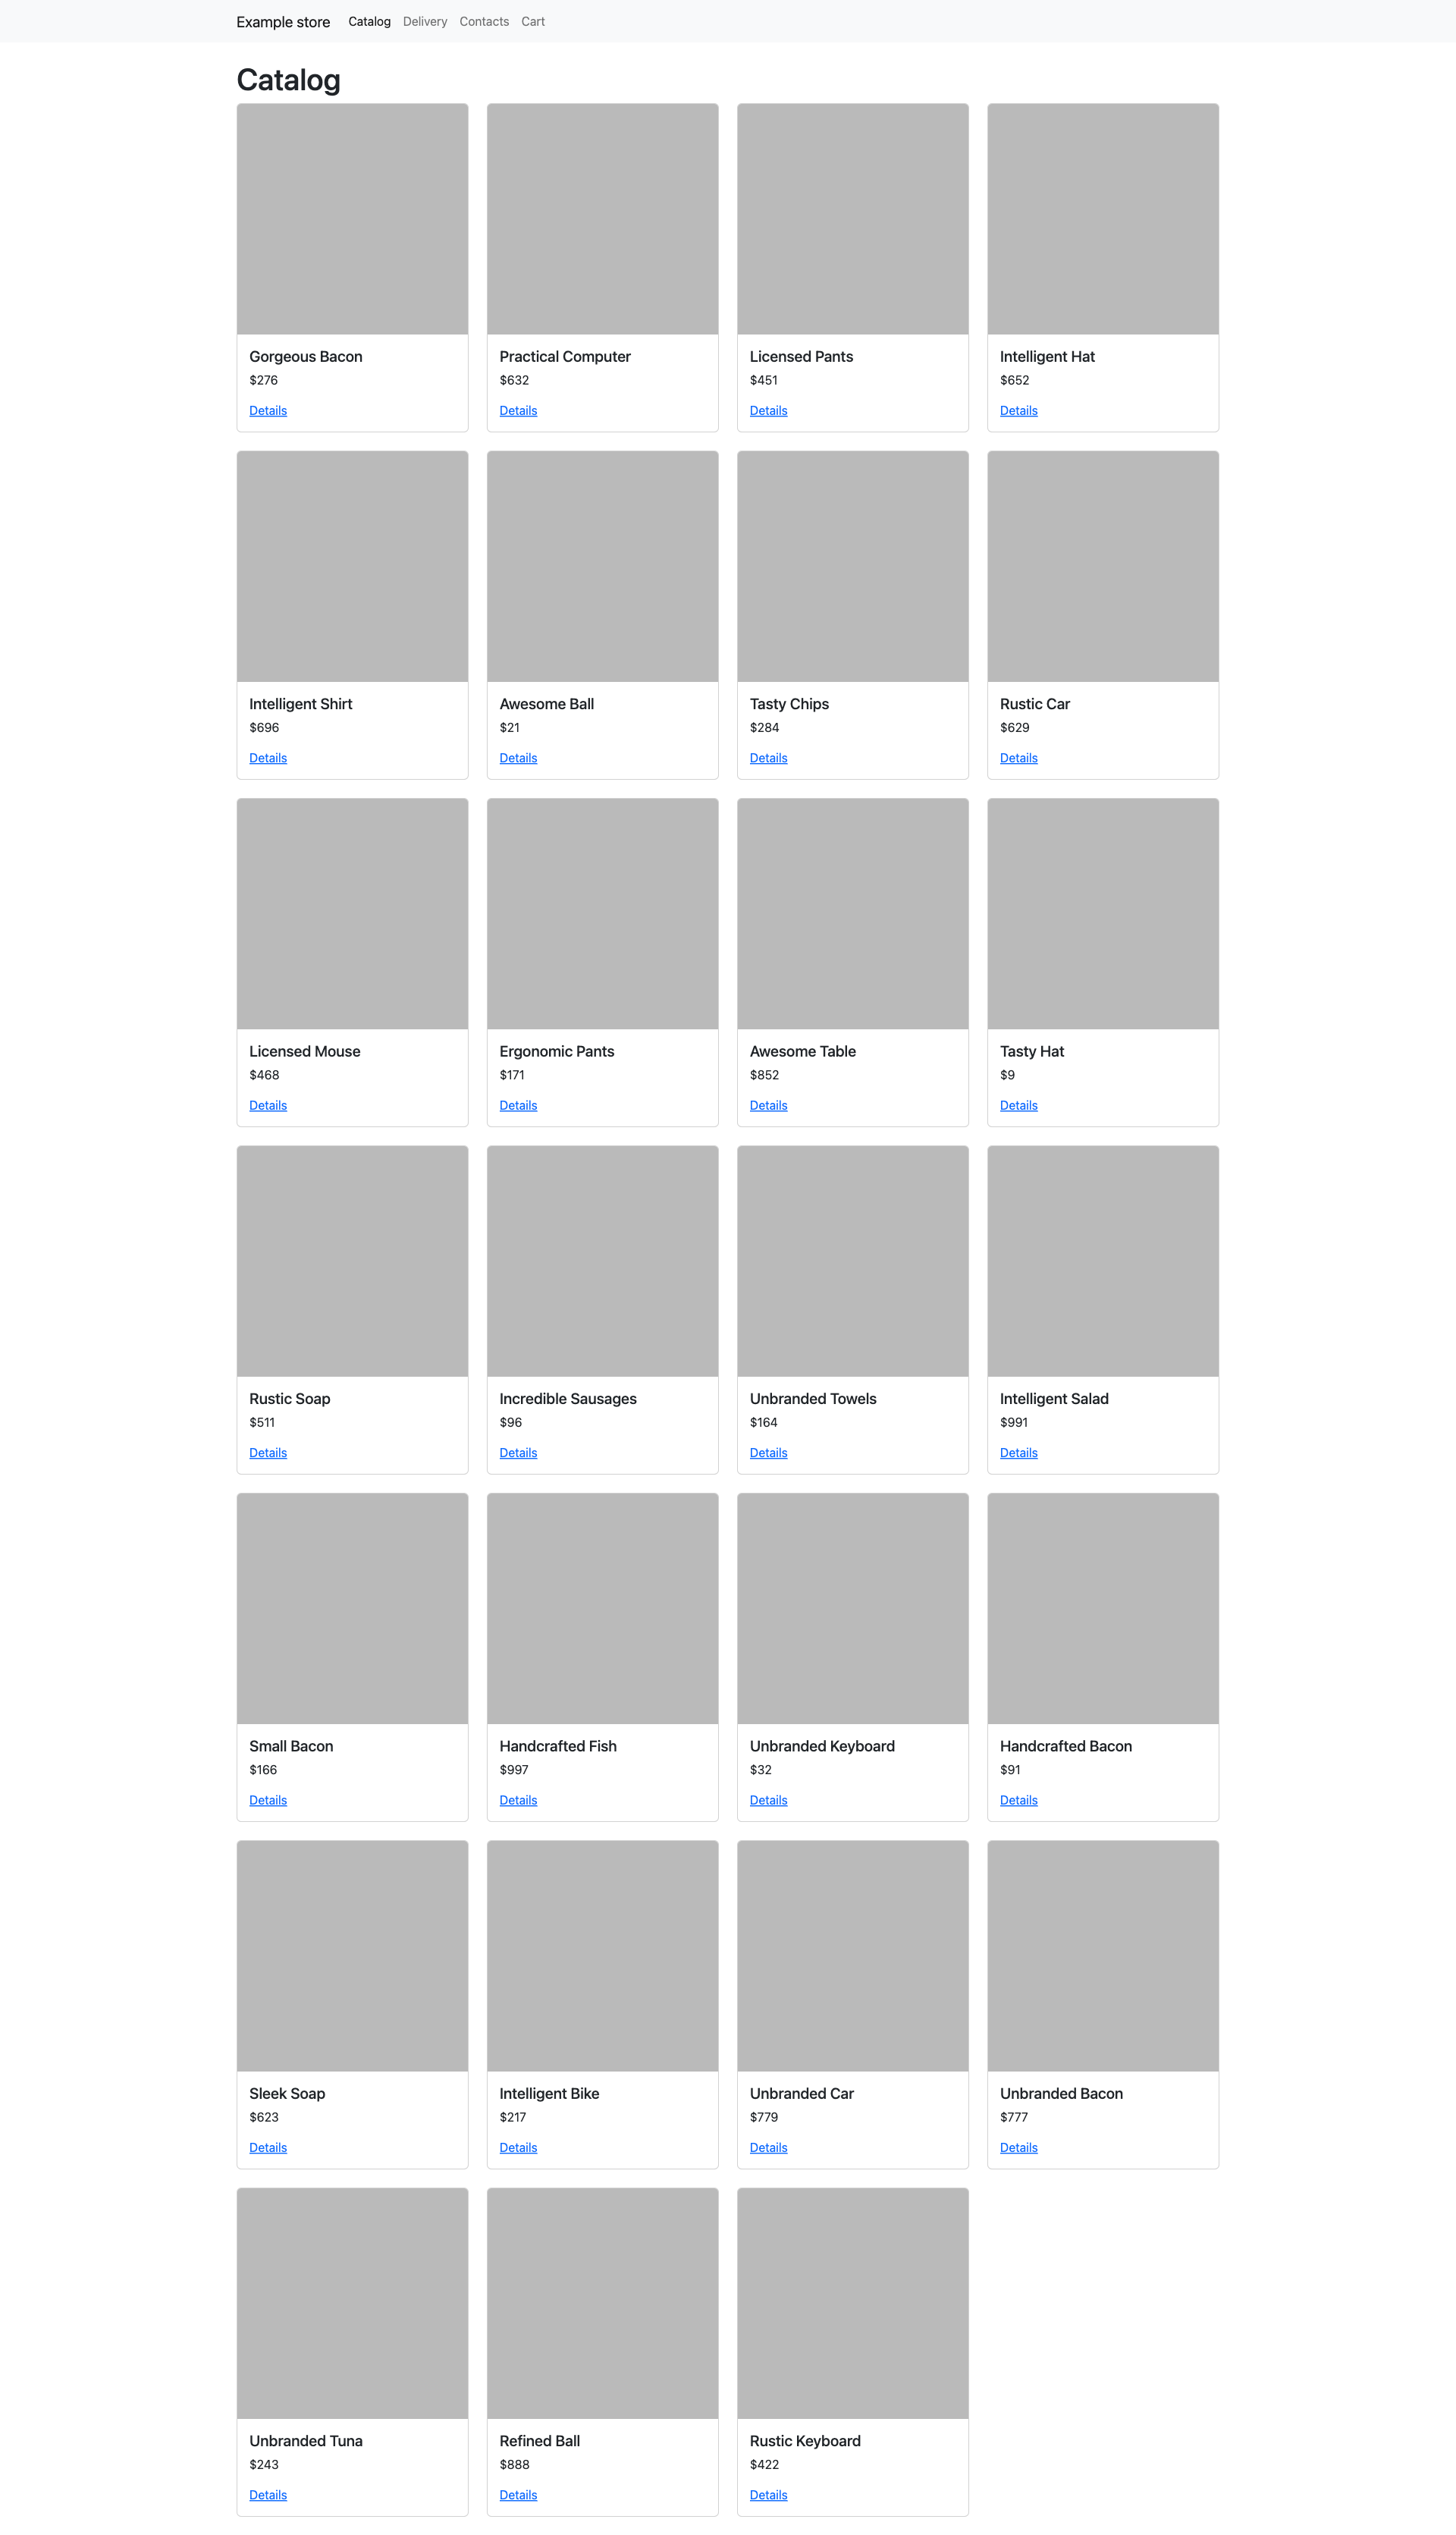 Example store Catalog Delivery Contacts Cart
Catalog
Gorgeous Bacon
$276
Details
Practical Computer
$632
Details
Licensed Pants
$451
Details
Intelligent Hat
$652
Details
Intelligent Shirt
$696
Details
Awesome Ball
$21
Details
Tasty Chips
$284
Details
Rustic Car
$629
Details
Licensed Mouse
$468
Details
Ergonomic Pants
$171
Details
Awesome Table
$852
Details
Tasty Hat
$9
Details
Rustic Soap
$511
Details
Incredible Sausages
$96
Details
Unbranded Towels
$164
Details
Intelligent Salad
$991
Details
Small Bacon
$166
Details
Handcrafted Fish
$997
Details
Unbranded Keyboard
$32
Details
Handcrafted Bacon
$91
Details
Sleek Soap
$623
Details
Intelligent Bike
$217
Details
Unbranded Car
$779
Details
Unbranded Bacon
$777
Details
Unbranded Tuna
$243
Details
Refined Ball
$888
Details
Rustic Keyboard
$422
Details